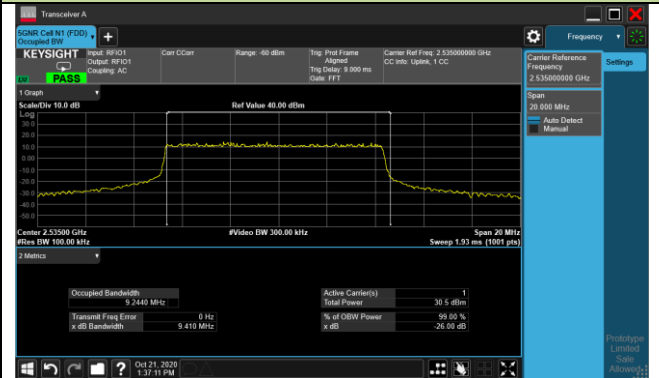 Transceiver A
5GNR Cell N1 (FDD)
Occupied BW
+
Frequency
KEYSIGHT
LXI
PASS
Input: RFIO1
Output: RFIO1
Coupling: AC
Corr CCorr
Range: -60 dBm
Trig: Prot Frame
Aligned
Trig Delay: 9.000 ms
Gate: FFT
Carrier Ref Freq: 2.535000000 GHz
CC Info: Uplink, 1 CC
Carrier Reference
Frequency
2.535000000 GHz
Settings
Span
20.000 MHz
Auto Detect
Manual
1 Graph
Scale/Div 10.0 dB
Ref Value 40.00 dBm
Log
30.0
20.0
10.0
0.00
-10.0
-20.0
-30.0
-40.0
-50.0
Center 2.53500 GHz
#Video BW 300.00 kHz
Span 20 MHz
#Res BW 100.00 kHz
Sweep 1.93 ms (1001 pts)
2 Metrics
Occupied Bandwidth
9.2440 MHz
Active Carrier(s) 1
Total Power 30.5 dBm
Transmit Freq Error 0 Hz
x dB Bandwidth 9.410 MHz
% of OBW Power 99.00 %
x dB -26.00 dB
Prototype
Limited
Sale
Allowed
?
Oct 21, 2020
1:37:11 PM